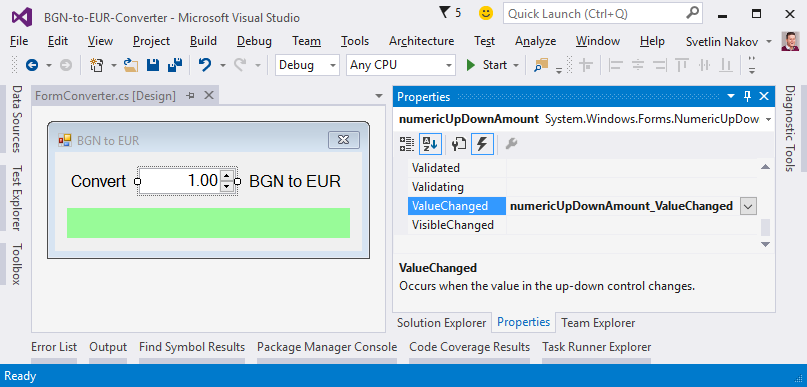 BGN-to-EUR-Converter - Microsoft Visual Studio
5
Quick Launch (Ctrl+Q)
File Edit View Project Build Debug Team Tools Architecture Test Analyze Window Help Svetlin Nakov
Debug Any CPU Start
Data Sources
Test Explorer
Toolbox
FormConverter.cs [Design]
BGN to EUR
Convert 1.00 BGN to EUR
Properties
numericUpDownAmount System.Windows.Forms.NumericUpDow
Validated
Validating
ValueChanged numericUpDownAmount_ValueChanged
VisibleChanged
ValueChanged
Occurs when the value in the up-down control changes.
Solution Explorer Properties Team Explorer
Diagnostic Tools
Error List Output Find Symbol Results Package Manager Console Code Coverage Results Task Runner Explorer
Ready